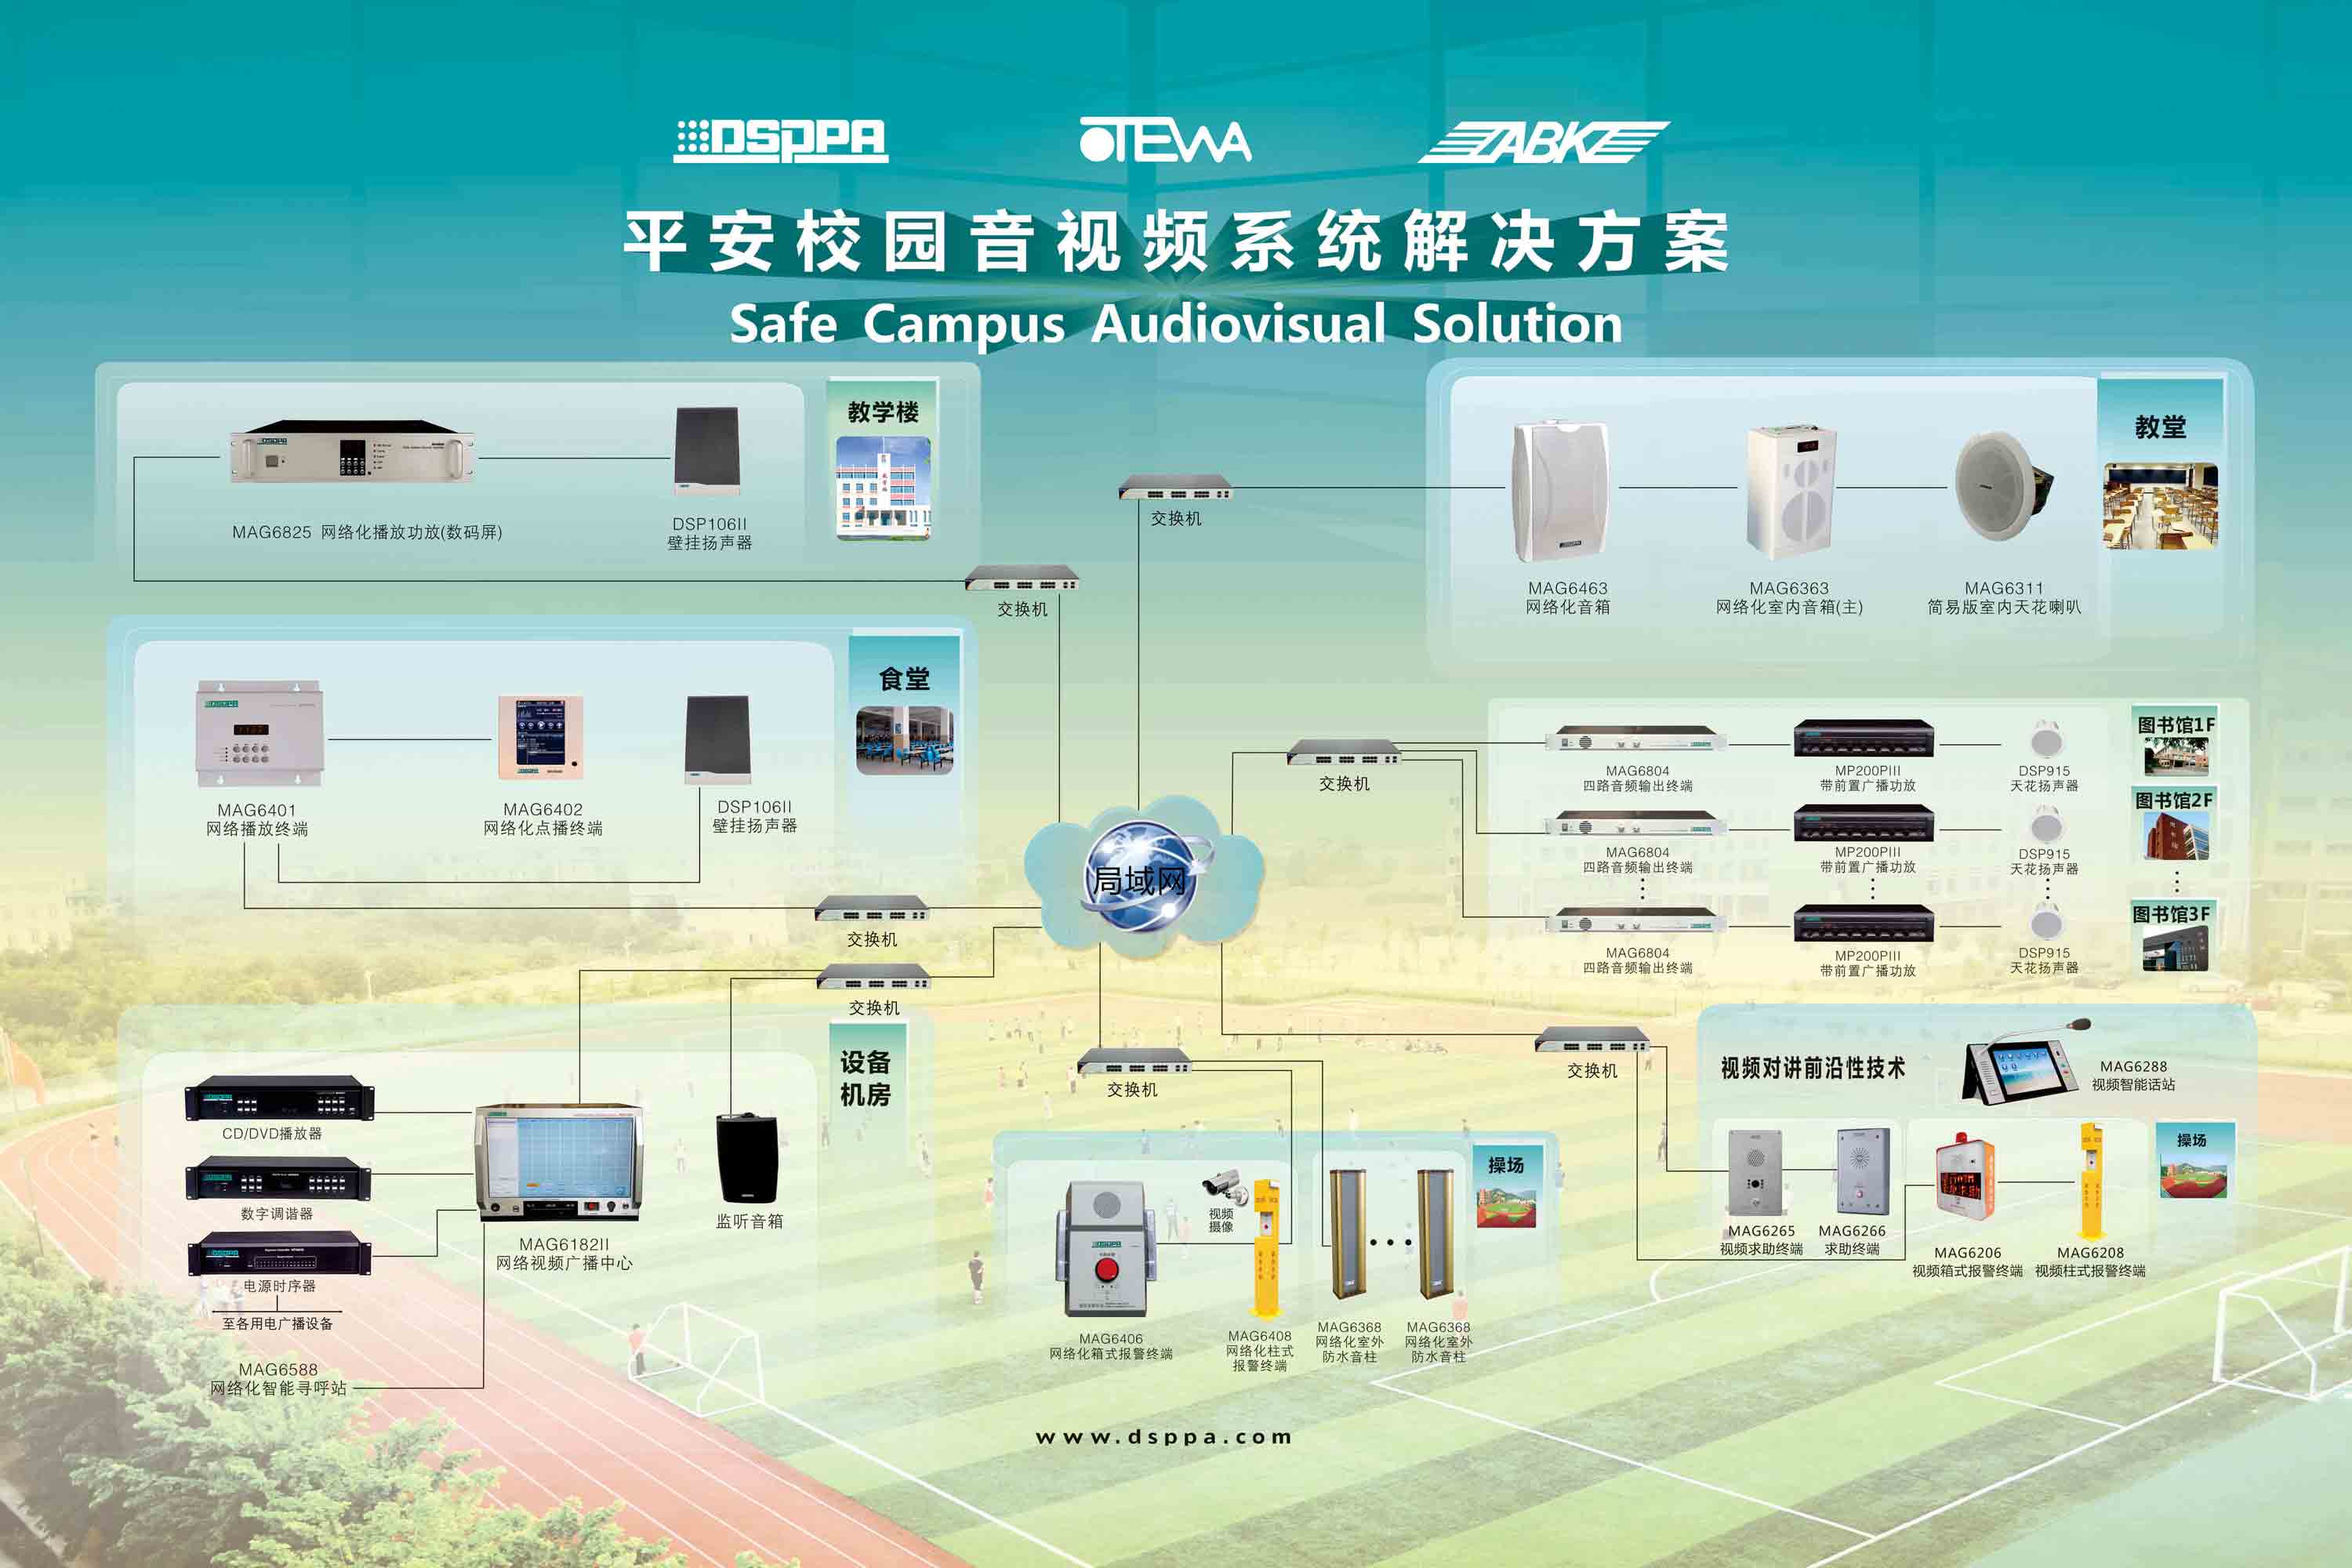 DSPPA
OTEWA
ABK
平安校园音视频系统解决方案
Safe Campus Audiovisual Solution
教学楼
DSPPA
MAG6825 网络化播放功放(数码屏)
DSP106II
壁挂扬声器
交换机
交换机
教堂
MAG6463
网络化音箱
MAG6363
网络化室内音箱(主)
MAG6311
简易版室内天花喇叭
食堂
DSPPA
MAG6401
网络播放终端
MAG6402
网络化点播终端
DSP106II
壁挂扬声器
交换机
局域网
交换机
图书馆1F
MAG6804
四路音频输出终端
MP200PIII
带前置广播功放
DSP915
天花扬声器
图书馆2F
MAG6804
四路音频输出终端
MP200PIII
带前置广播功放
DSP915
天花扬声器
图书馆3F
MAG6804
四路音频输出终端
MP200PIII
带前置广播功放
DSP915
天花扬声器
交换机
设备
机房
CD/DVD播放器
数字调谐器
DSPPA
电源时序器
至各用电广播设备
MAG6588
网络化智能寻呼站
MAG6182II
网络视频广播中心
监听音箱
交换机
操场
DSPPA
MAG6406
网络化箱式报警终端
视频
摄像
MAG6408
网络化柱式
报警终端
MAG6368
网络化室外
防水音柱
MAG6368
网络化室外
防水音柱
交换机
视频对讲前沿性技术
MAG6288
视频智能话站
操场
MAG6265
视频求助终端
MAG6266
求助终端
MAG6206
视频箱式报警终端
MAG6208
视频柱式报警终端
www.dsppa.com